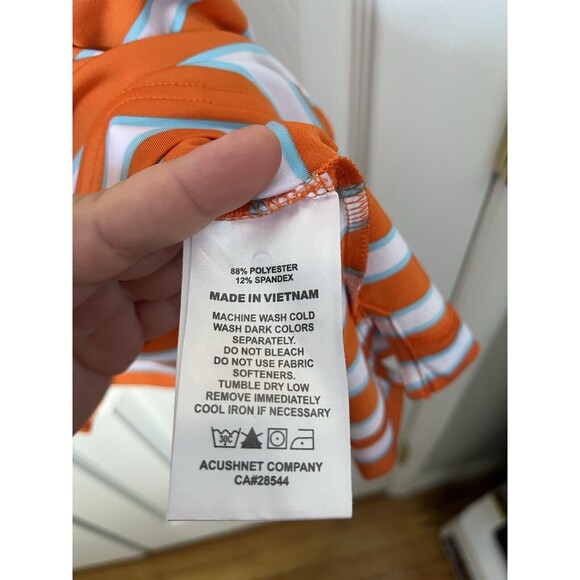 88% POLYESTER
12% SPANDEX
MADE IN VIETNAM
MACHINE WASH COLD
WASH DARK COLORS
SEPARATELY.
DO NOT BLEACH
DO NOT USE FABRIC
SOFTENERS.
TUMBLE DRY LOW
REMOVE IMMEDIATELY
COOL IRON IF NECESSARY
30C
ACUSHNET COMPANY
CA#28544